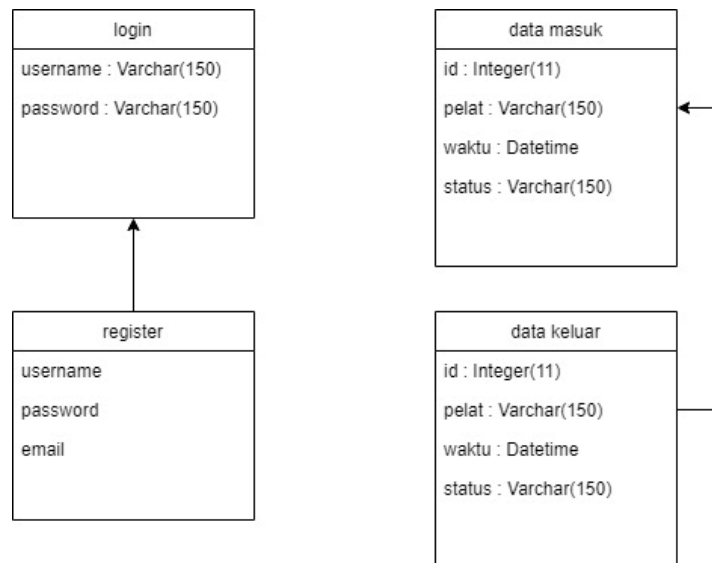 login
username : Varchar(150)
password : Varchar(150)
data masuk
id : Integer(11)
pelat : Varchar(150)
waktu : Datetime
status : Varchar(150)
register
username
password
email
data keluar
id : Integer(11)
pelat : Varchar(150)
waktu : Datetime
status : Varchar(150)